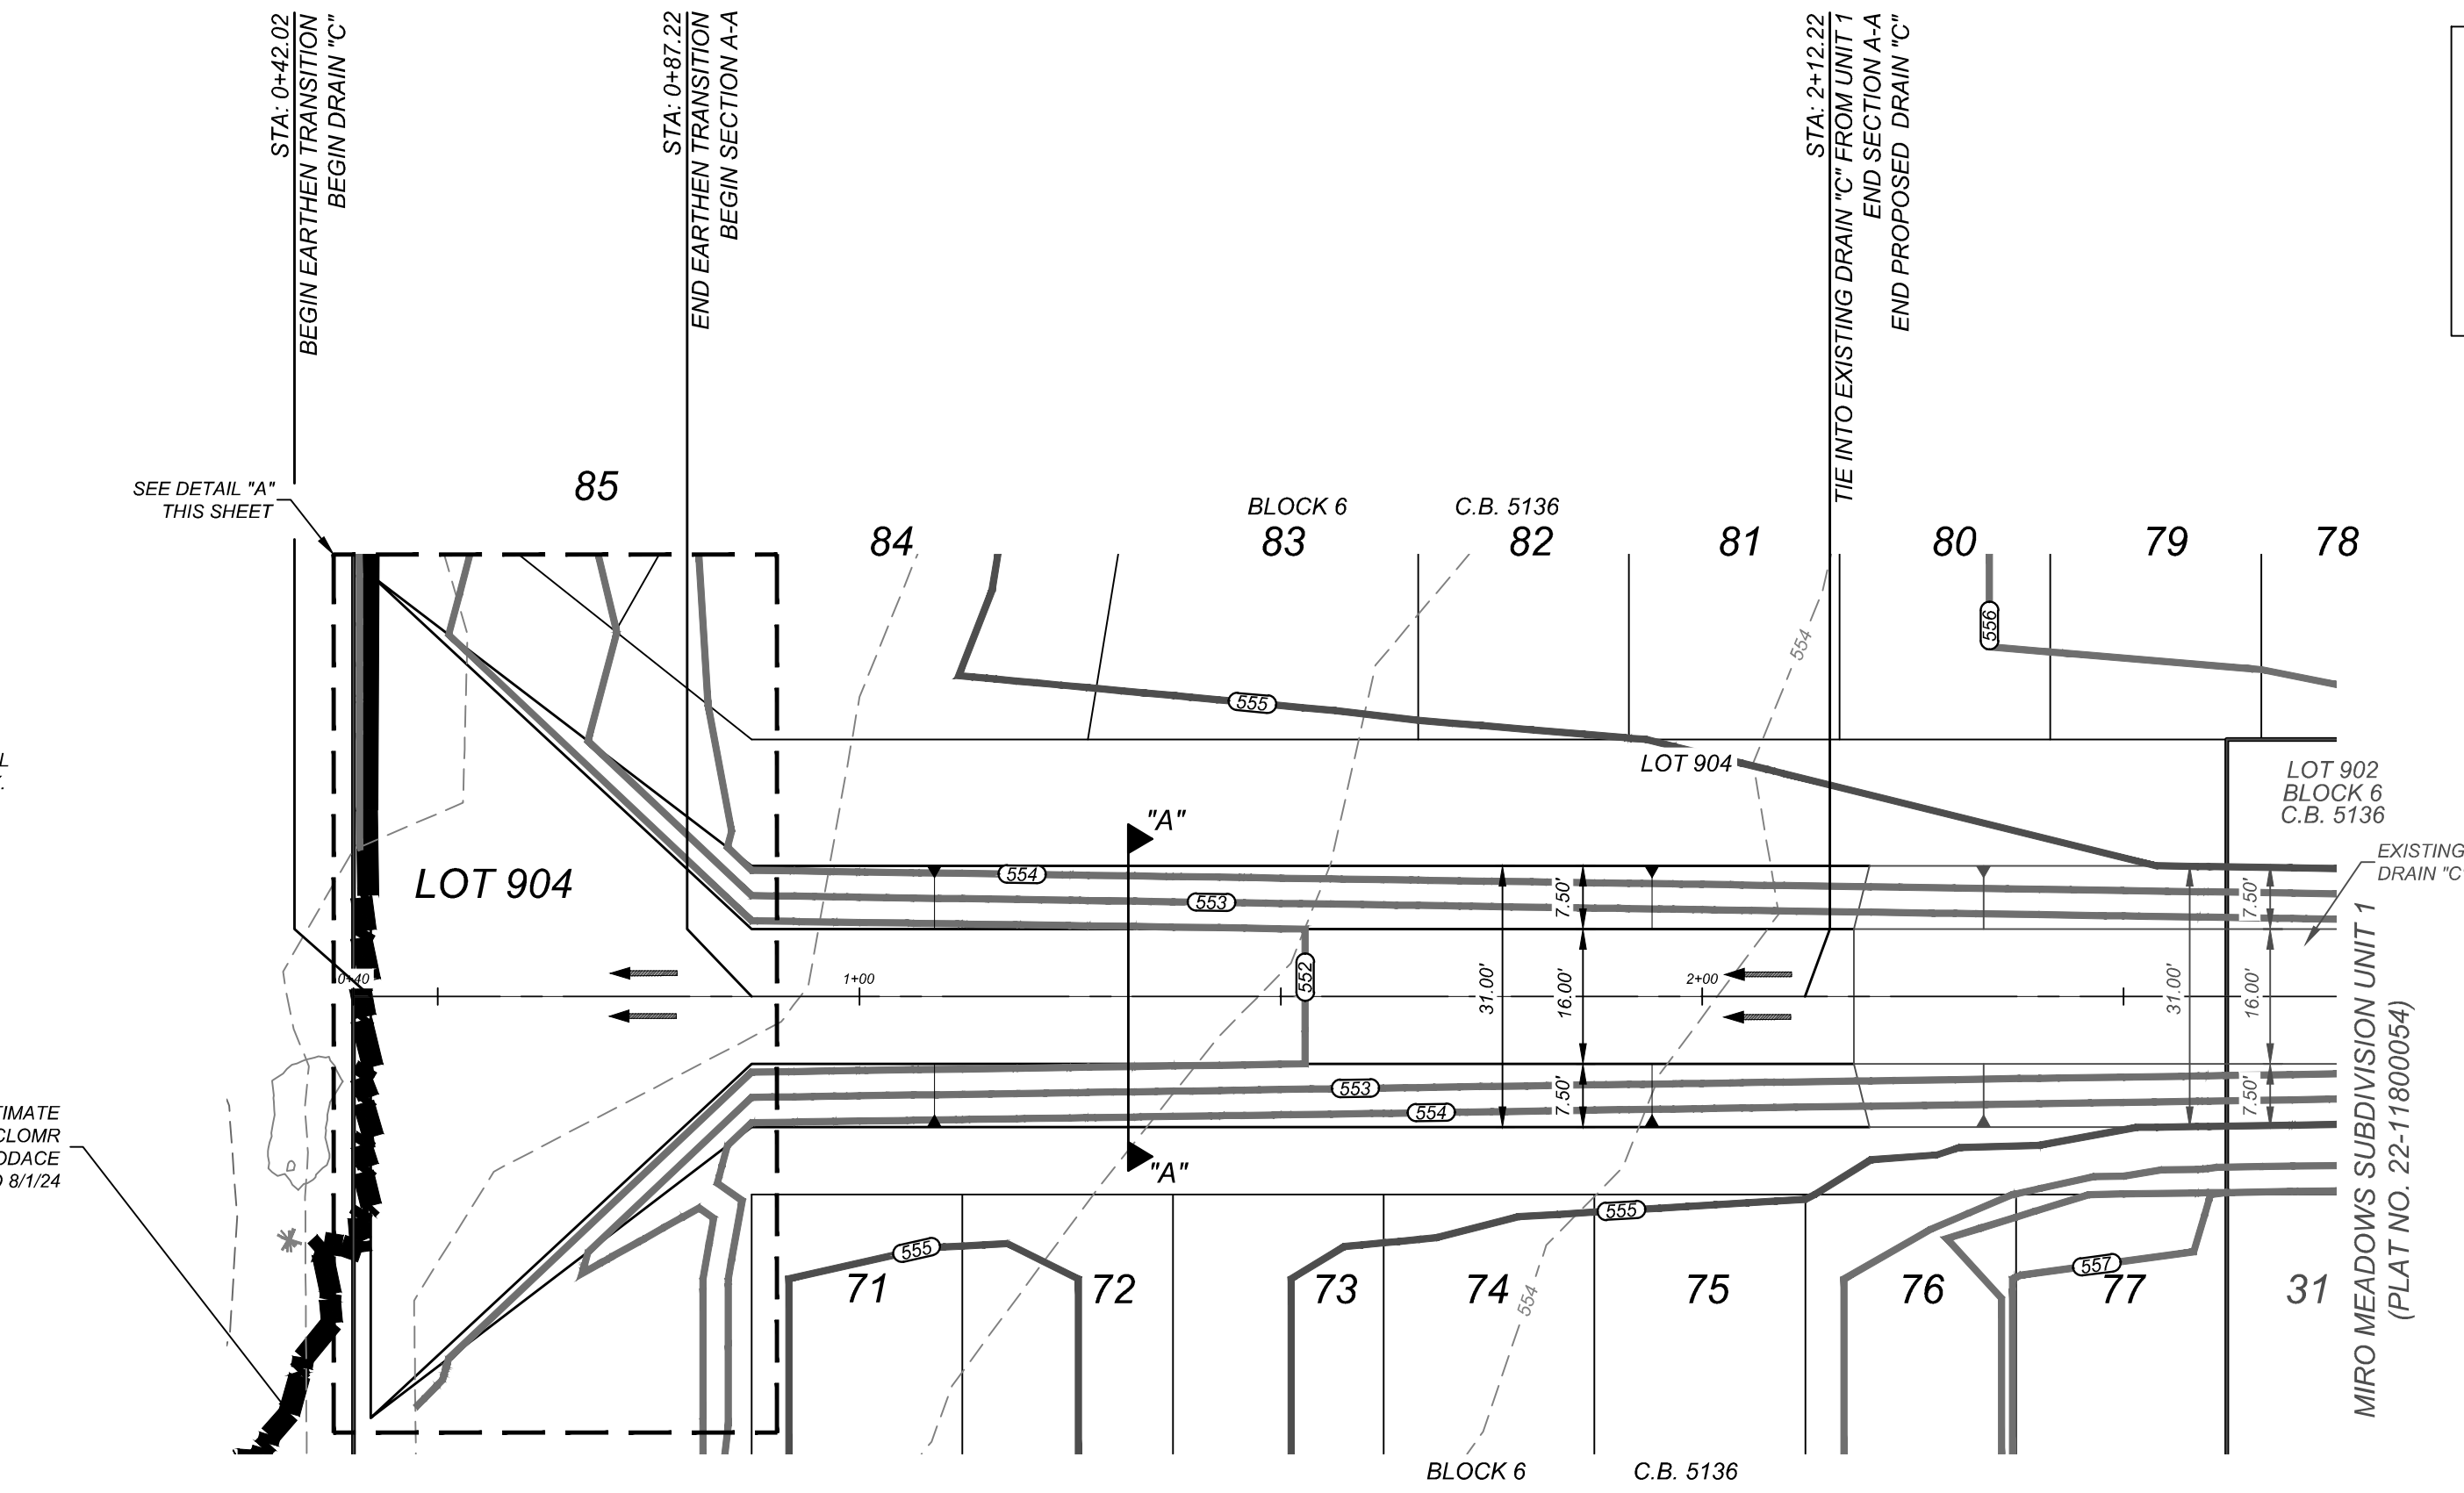 STA: 0+42.02
BEGIN EARTHEN TRANSITION
BEGIN DRAIN "C"
STA: 0+87.22
END EARTHEN TRANSITION
BEGIN SECTION A-A
STA: 2+12.22
TIE INTO EXISTING DRAIN "C" FROM UNIT 1
END SECTION A-A
END PROPOSED DRAIN "C"
SEE DETAIL "A"
THIS SHEET
85
84
BLOCK 6
C.B. 5136
83
82
81
80
79
78
556
554
555
LOT 904
LOT 902
BLOCK 6
C.B. 5136
EXISTING
DRAIN "C
"A"
LOT 904
554
553
7.50'
7.50'
0+40
1+00
2+00
552
31.00'
16.00'
31.00'
16.00'
553
554
7.50'
7.50'
"A"
TIMATE
CLOMR
ODACE
8/1/24
555
555
557
554
71
72
73
74
75
76
77
31
MIRO MEADOWS SUBDIVISION UNIT 1
(PLAT NO. 22-11800054)
BLOCK 6
C.B. 5136